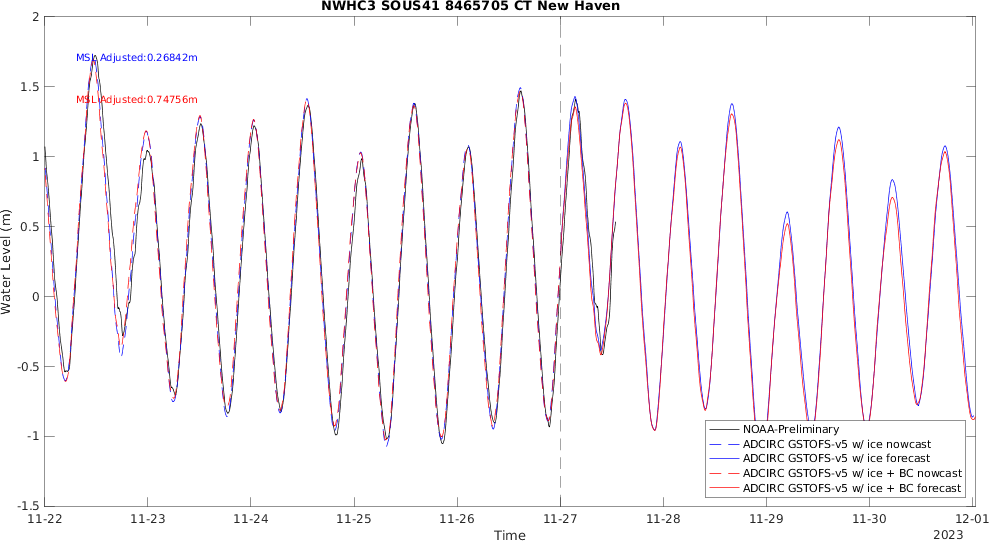 NWHC3 SOUS41 8465705 CT New Haven
2
MSL Adjusted:0.26842m
1.5
MSL Adjusted:0.74756m
1
0.5
Water Level (m)
0
-0.5
-1
NOAA-Preliminary
ADCIRC GSTOFS-v5 w/ ice nowcast
ADCIRC GSTOFS-v5 w/ ice forecast
ADCIRC GSTOFS-v5 w/ ice + BC nowcast
ADCIRC GSTOFS-v5 w/ ice + BC forecast
-1.5
11-22 11-23 11-24 11-25 11-26 11-27 11-28 11-29 11-30 12-01
Time
2023